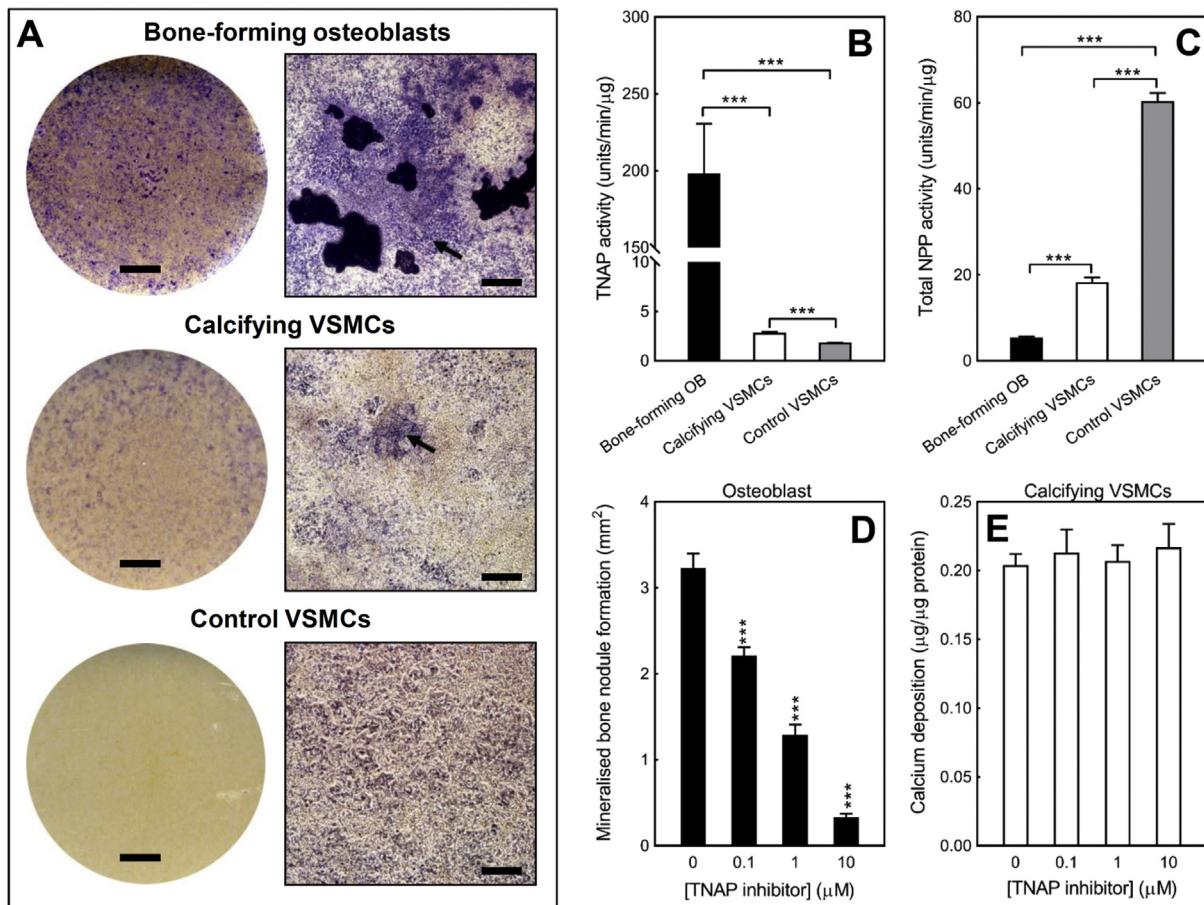 A
Bone-forming osteoblasts
Calcifying VSMCs
Control VSMCs
B
TNAP activity (units/min/µg)
300
250
200
150
10
5
0
***
***
***
Bone-forming OB
Calcifying VSMCs
Control VSMCs
C
Total NPP activity (units/min/µg)
80
60
40
20
0
***
***
***
Bone-forming OB
Calcifying VSMCs
Control VSMCs
Osteoblast
D
Mineralised bone nodule formation (mm²)
4
3
2
1
0
***
***
***
0 0.1 1 10
[TNAP inhibitor] (µM)
Calcifying VSMCs
E
Calcium deposition (µg/µg protein)
0.25
0.20
0.15
0.10
0.05
0.00
0 0.1 1 10
[TNAP inhibitor] (µM)